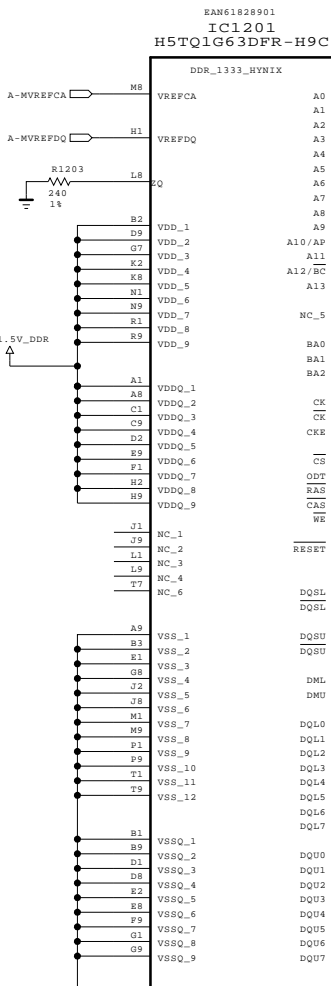 EAN61828901
IC1201
H5TQ1G63DFR-H9C
DDR_1333_HYNIX
A-MVREFCA M8 VREFCA A0
A1
A2
A-MVREFDQ H1 VREFDQ A3
A4
R1203 L8 ZQ A5
240 A6
1% A7
A8
B2 VDD_1 A9
D9 VDD_2 A10/AP
G7 VDD_3 A11
K2 VDD_4 A12/BC
K8 VDD_5 A13
N1 VDD_6
N9 VDD_7 NC_5
R1 VDD_8
R9 VDD_9 BA0
1.5V_DDR BA1
BA2
A1 VDDQ_1
A8 VDDQ_2 CK
C1 VDDQ_3 CK
C9 VDDQ_4 CKE
D2 VDDQ_5
E9 VDDQ_6 CS
F1 VDDQ_7 ODT
H2 VDDQ_8 RAS
H9 VDDQ_9 CAS
WE
J1 NC_1
J9 NC_2 RESET
L1 NC_3
L9 NC_4
T7 NC_6 DQSL
DQSL
A9 VSS_1 DQSU
B3 VSS_2 DQSU
E1 VSS_3
G8 VSS_4 DML
J2 VSS_5 DMU
J8 VSS_6
M1 VSS_7 DQL0
M9 VSS_8 DQL1
P1 VSS_9 DQL2
P9 VSS_10 DQL3
T1 VSS_11 DQL4
T9 VSS_12 DQL5
DQL6
DQL7
B1 VSSQ_1
B9 VSSQ_2 DQU0
D1 VSSQ_3 DQU1
D8 VSSQ_4 DQU2
E2 VSSQ_5 DQU3
E8 VSSQ_6 DQU4
F9 VSSQ_7 DQU5
G1 VSSQ_8 DQU6
G9 VSSQ_9 DQU7